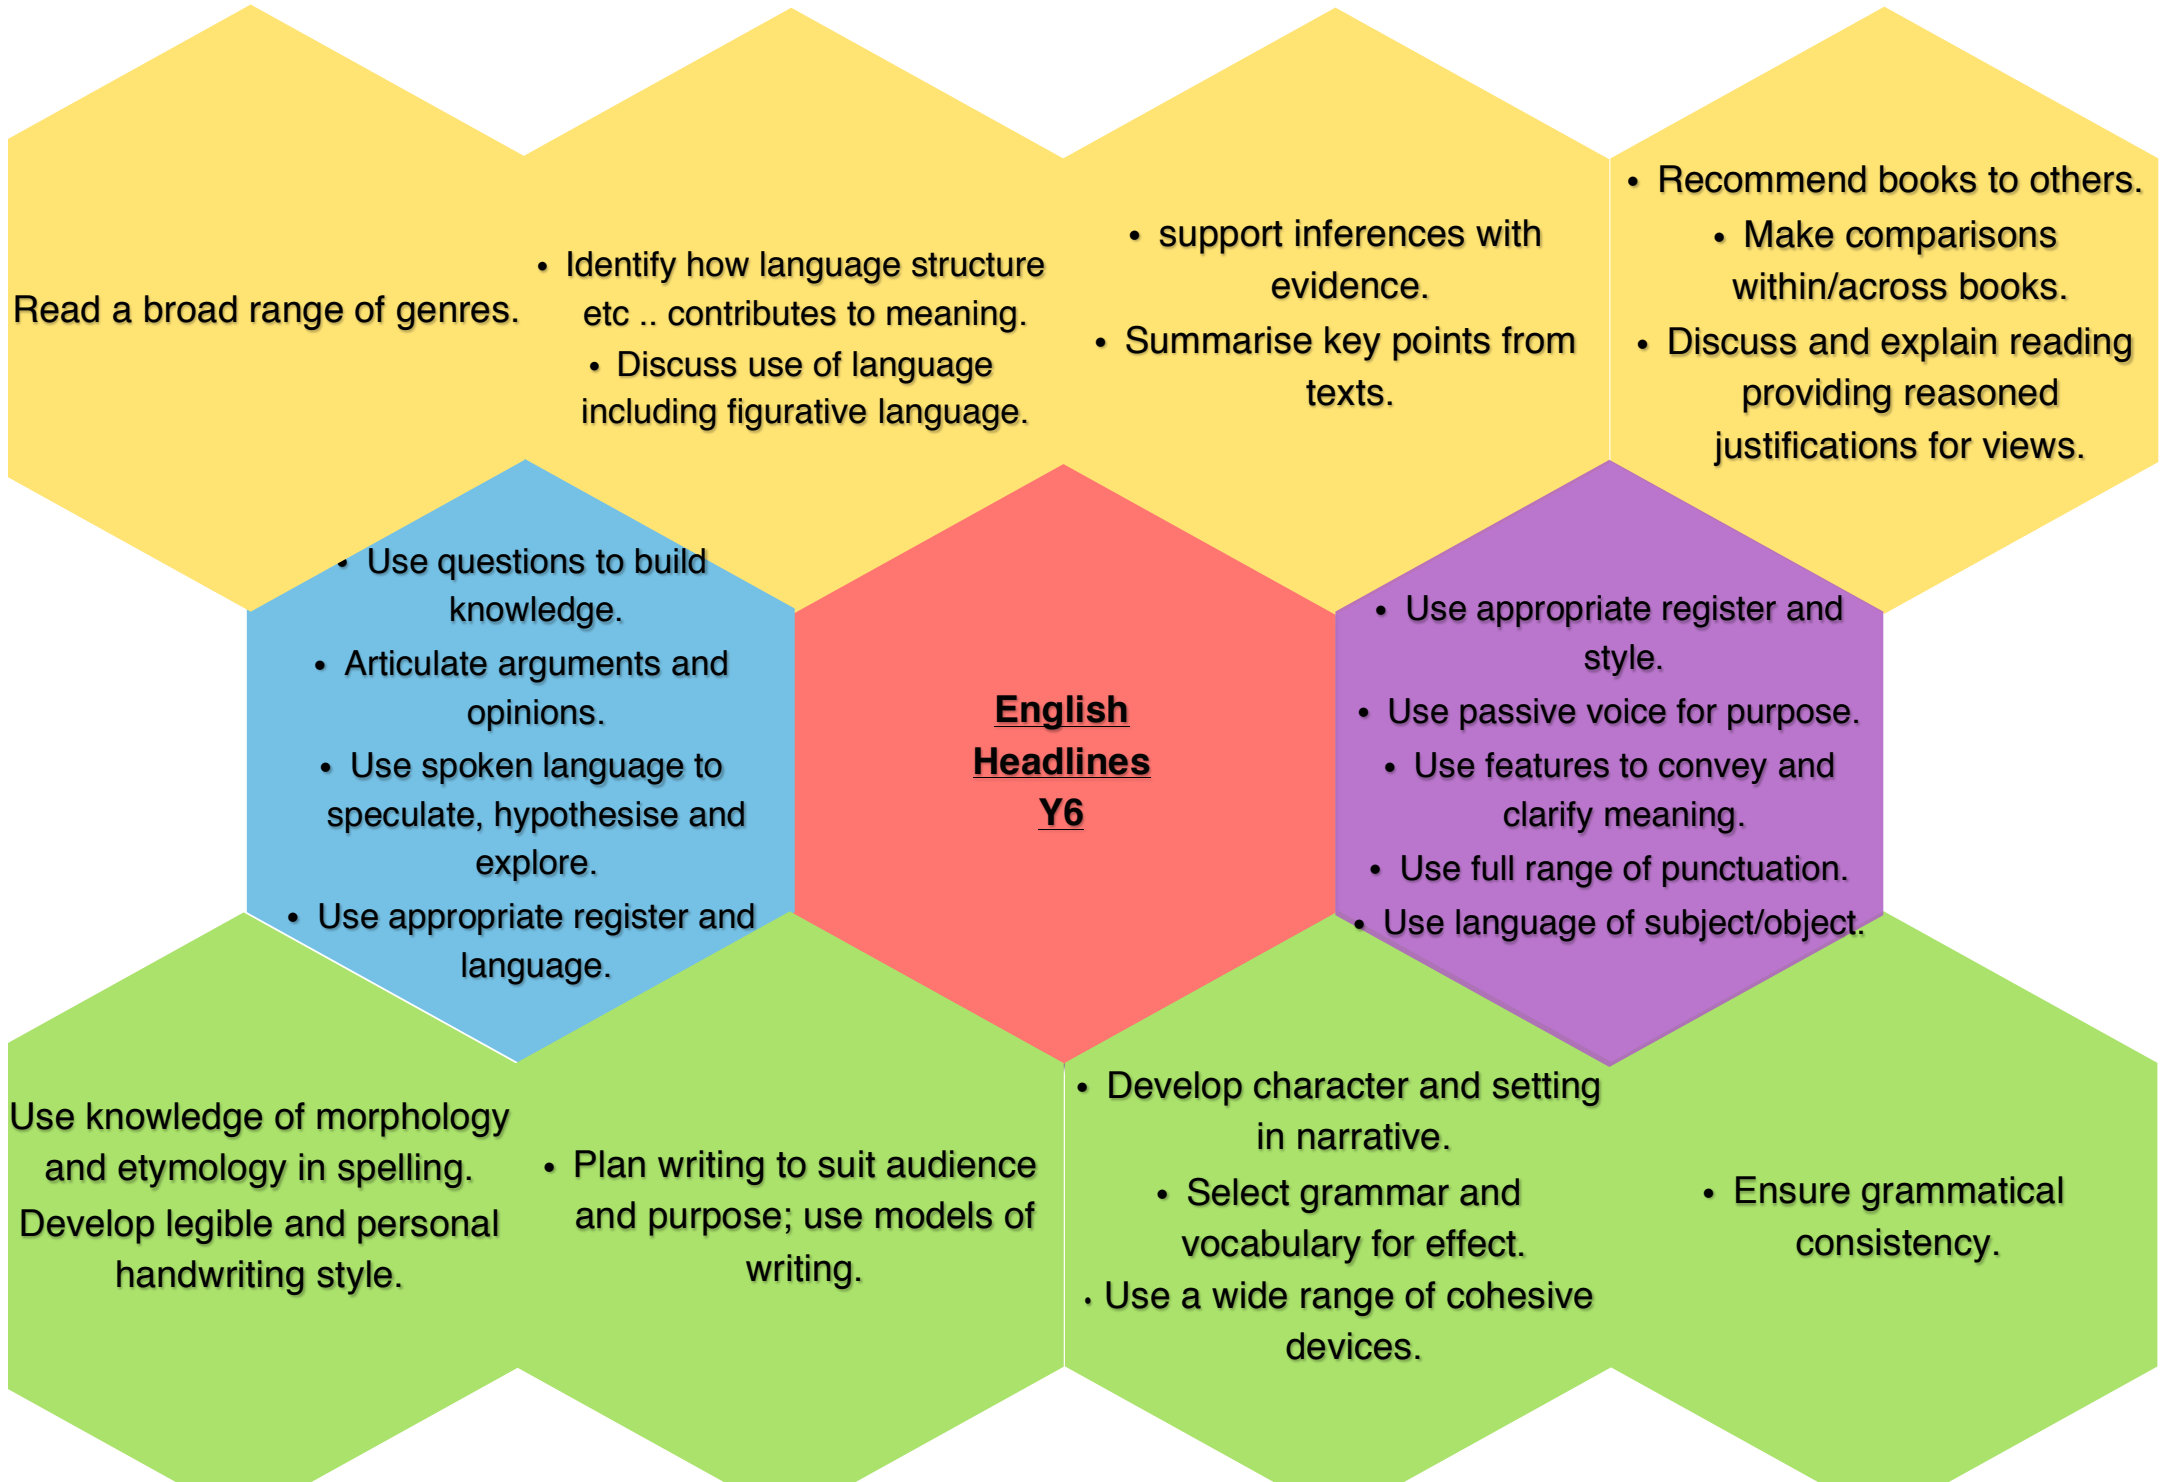 Read a broad range of genres.
• Identify how language structure
etc .. contributes to meaning.
• Discuss use of language
including figurative language.
• support inferences with
evidence.
• Summarise key points from
texts.
• Recommend books to others.
• Make comparisons
within/across books.
• Discuss and explain reading
providing reasoned
justifications for views.
• Use questions to build
knowledge.
• Articulate arguments and
opinions.
• Use spoken language to
speculate, hypothesise and
explore.
• Use appropriate register and
language.
English
Headlines
Y6
• Use appropriate register and
style.
• Use passive voice for purpose.
• Use features to convey and
clarify meaning.
• Use full range of punctuation.
• Use language of subject/object.
Use knowledge of morphology
and etymology in spelling.
Develop legible and personal
handwriting style.
• Plan writing to suit audience
and purpose; use models of
writing.
• Develop character and setting
in narrative.
• Select grammar and
vocabulary for effect.
• Use a wide range of cohesive
devices.
• Ensure grammatical
consistency.